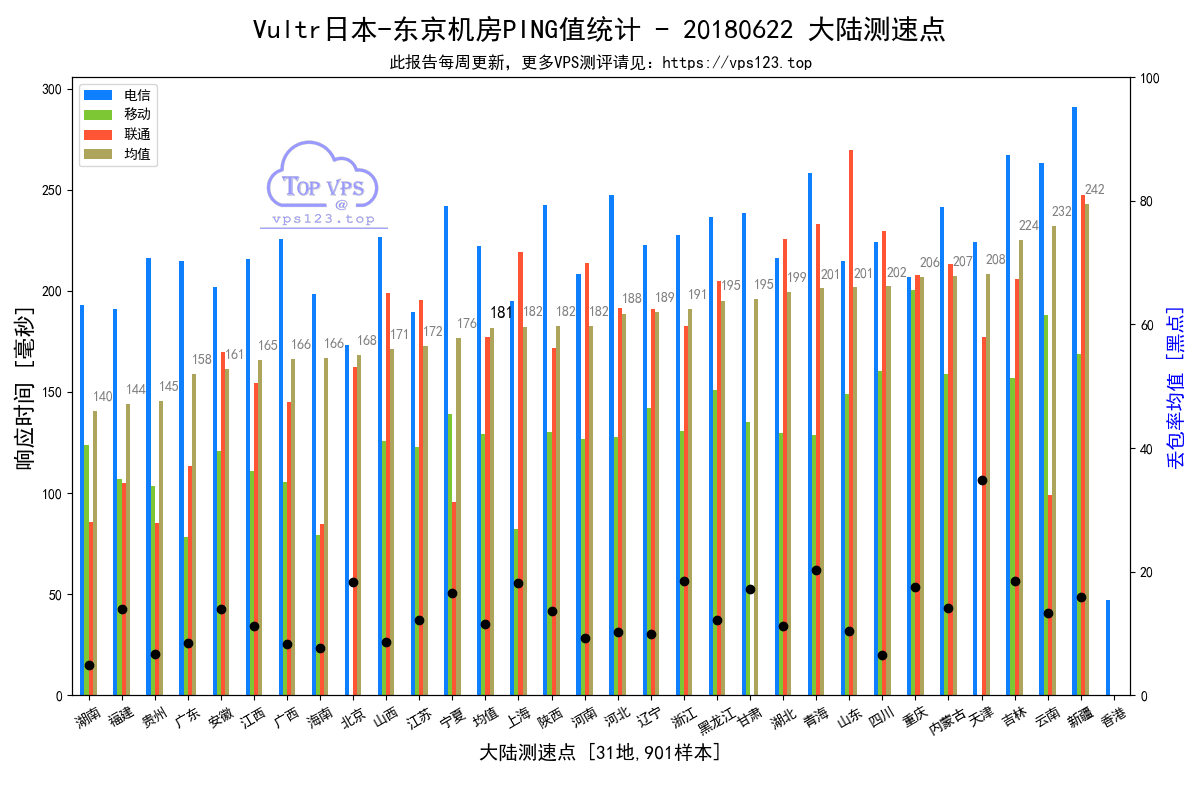 Vultr日本-东京机房PING值统计 - 20180622 大陆测速点
此报告每周更新，更多VPS测评请见：https://vps123.top
电信
移动
联通
均值
TOP VPS
@
vps123.top
响应时间 [毫秒]
300
250
200
150
100
50
0
140 144 145 158 161 165 166 166 168 171 172 176 181 182 182 182 188 189 191 195 195 199 201 201 202 206 207 208 224 232 242
100
80
60
40
20
0
丢包率均值 [黑点]
湖南 福建 贵州 广东 安徽 江西 广西 海南 北京 山西 江苏 宁夏 均值 上海 陕西 河南 河北 辽宁 浙江 黑龙江 甘肃 湖北 青海 山东 四川 重庆 内蒙古 天津 吉林 云南 新疆 香港
大陆测速点 [31地,901样本]